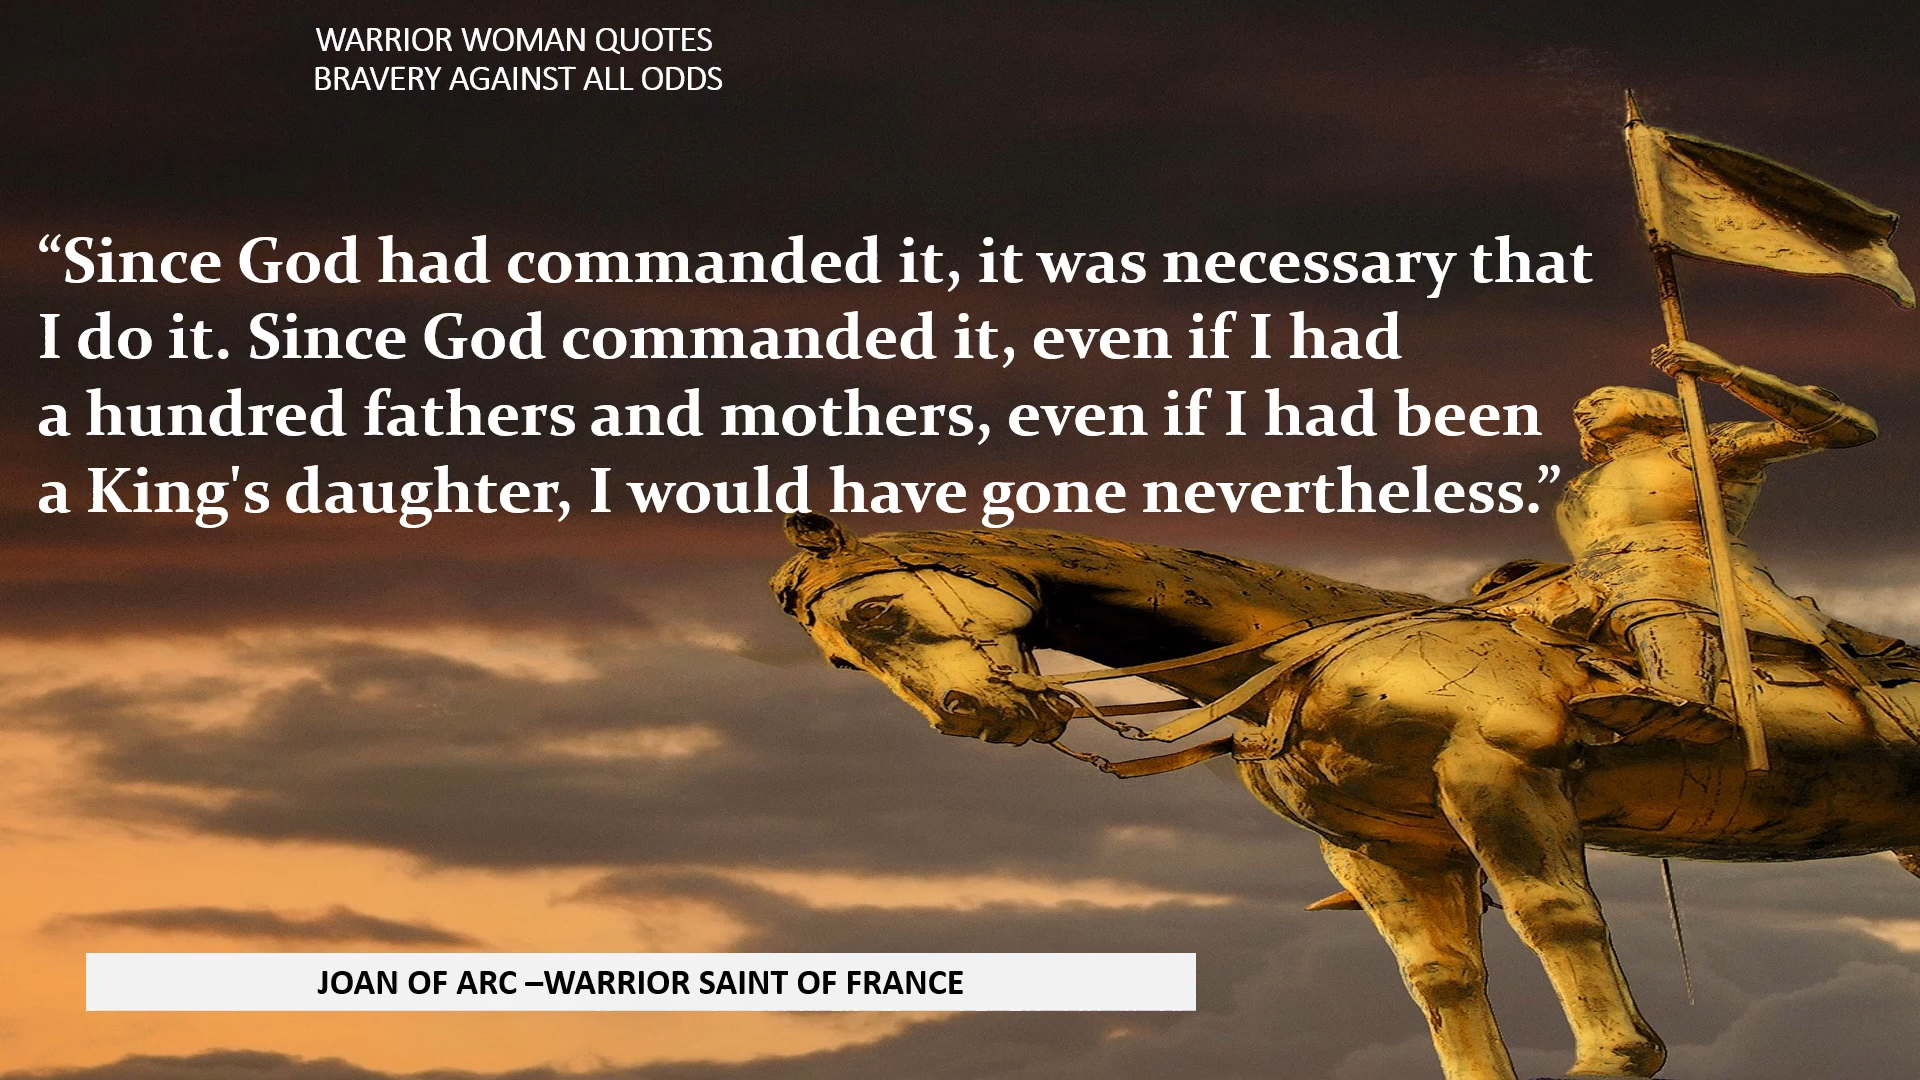 WARRIOR WOMAN QUOTES
BRAVERY AGAINST ALL ODDS
“Since God had commanded it, it was necessary that
I do it. Since God commanded it, even if I had
a hundred fathers and mothers, even if I had been
a King's daughter, I would have gone nevertheless.”
JOAN OF ARC –WARRIOR SAINT OF FRANCE